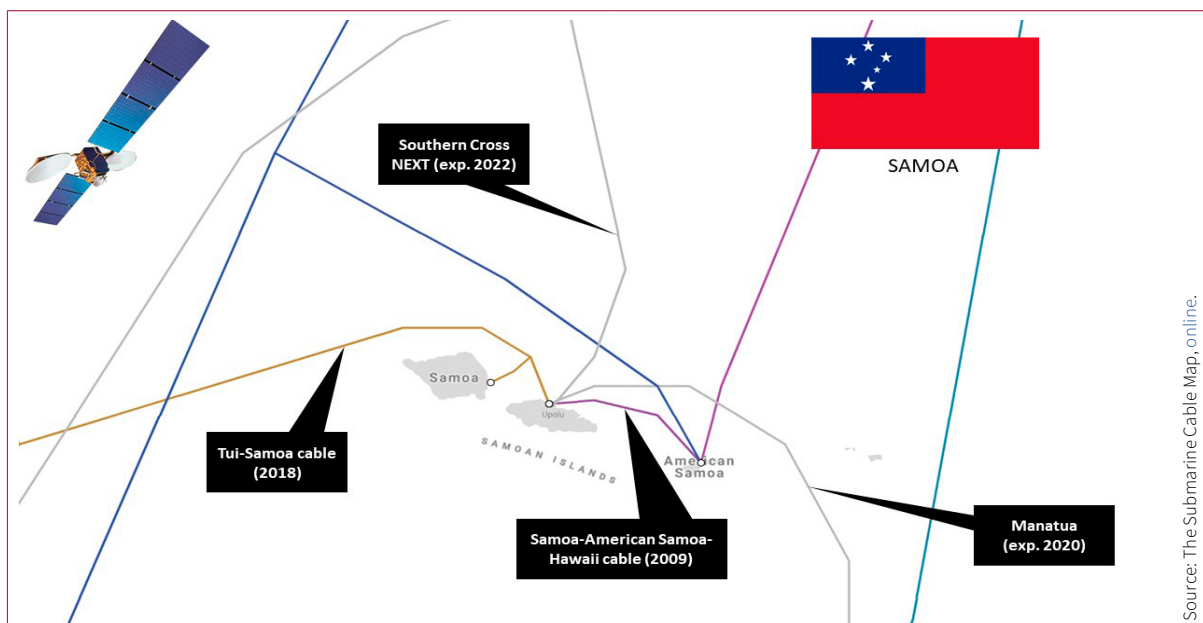 Southern Cross
NEXT (exp. 2022)
SAMOA
Samoa
Upolu
Tui-Samoa cable
(2018)
SAMOAN ISLANDS
American
Samoa
Samoa-American Samoa-
Hawaii cable (2009)
Manatua
(exp. 2020)
Source: The Submarine Cable Map, online.